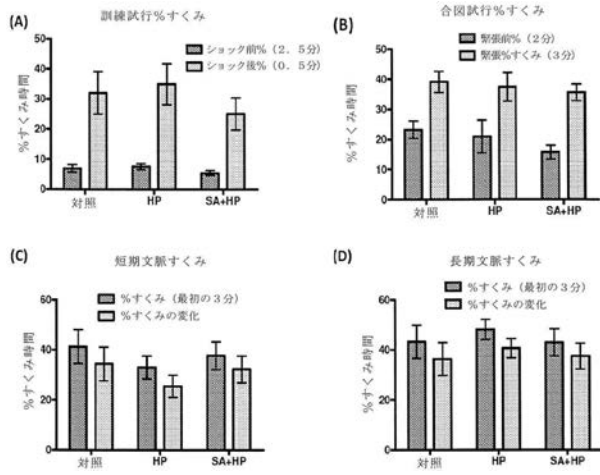 (A)
訓練試行%すくみ
ショック前%（2．5分）
ショック後%（0．5分）
%すくみ時間
50
40
30
20
10
0
対照
HP
SA+HP
(B)
合図試行%すくみ
緊張前%（2分）
緊張%すくみ（3分）
%すくみ時間
60
50
40
30
20
10
0
対照
HP
SA+HP
(C)
短期文脈すくみ
%すくみ（最初の3分）
%すくみの変化
%すくみ時間
60
40
20
0
対照
HP
SA+HP
(D)
長期文脈すくみ
%すくみ（最初の3分）
%すくみの変化
%すくみ時間
60
40
20
0
対照
HP
SA+HP